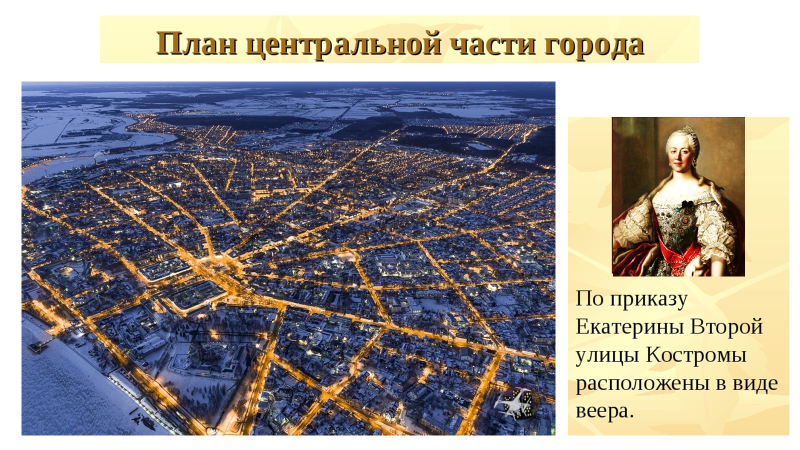 План центральной части города
По приказу
Екатерины Второй
улицы Костромы
расположены в виде
веера.